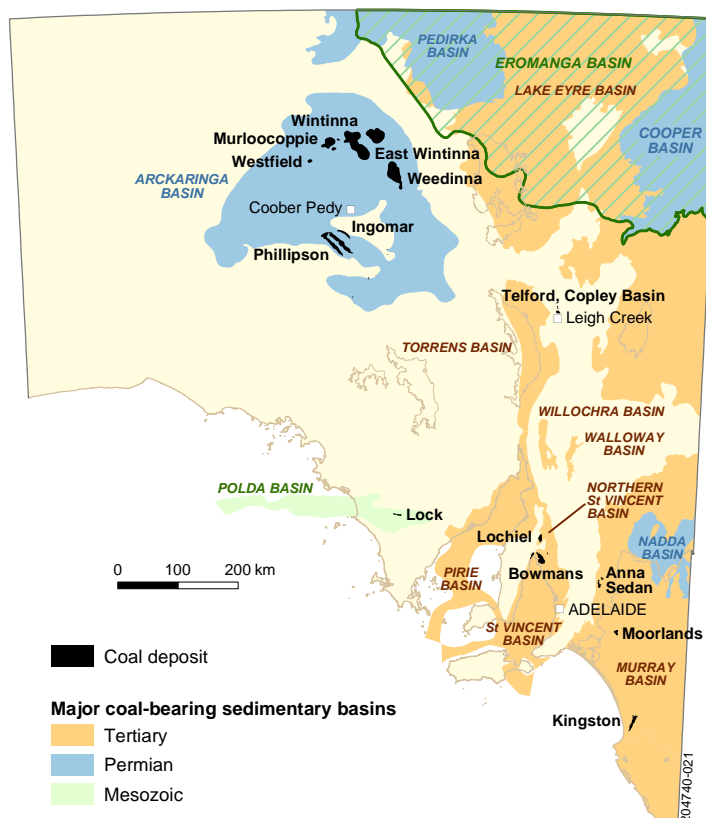 PEDIRKA
BASIN
EROMANGA BASIN
LAKE EYRE BASIN
COOPER
BASIN
Wintinna
Murloocoppie
East Wintinna
Westfield
Weedinna
ARCKARINGA
BASIN
Coober Pedy
Ingomar
Phillipson
Telford, Copley Basin
Leigh Creek
TORRENS BASIN
WILLOCHRA BASIN
WALLOWAY
BASIN
POLDA BASIN
NORTHERN
St VINCENT
BASIN
Lock
Lochiel
NADDA
BASIN
0 100 200 km
PIRIE
BASIN
Bowmans
Anna
Sedan
ADELAIDE
St VINCENT
BASIN
Moorlands
Coal deposit
MURRAY
BASIN
Major coal-bearing sedimentary basins
Kingston
Tertiary
Permian
Mesozoic
204740-021